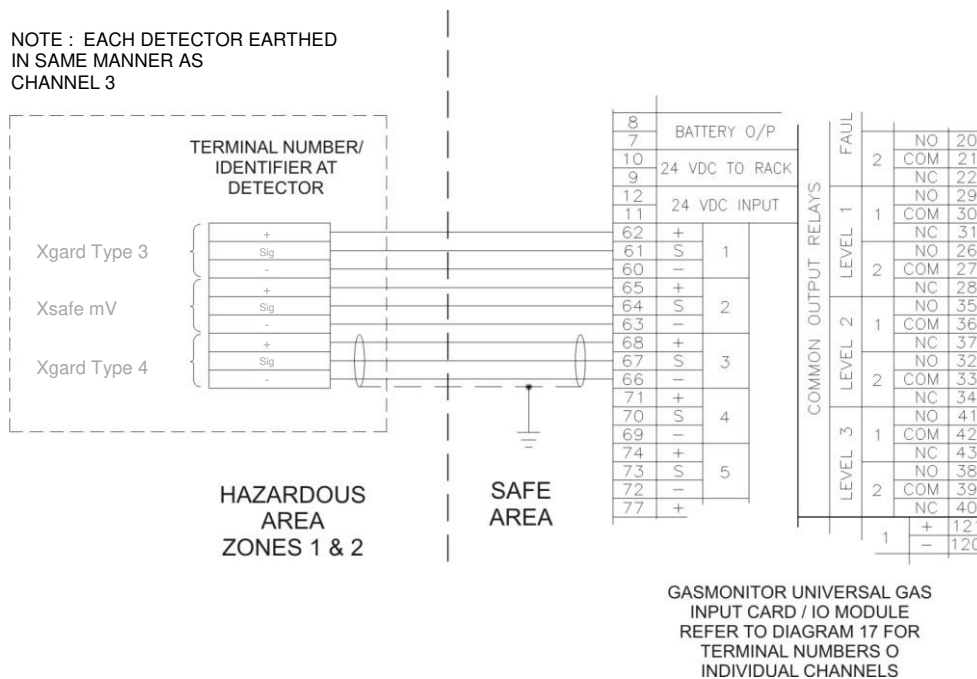 NOTE : EACH DETECTOR EARTHED
IN SAME MANNER AS
CHANNEL 3
TERMINAL NUMBER/
IDENTIFIER AT
DETECTOR
Xgard Type 3
+
Sig
-
Xsafe mV
+
Sig
-
Xgard Type 4
+
Sig
-
HAZARDOUS
AREA
ZONES 1 & 2
SAFE
AREA
8
7
BATTERY O/P
10
9
24 VDC TO RACK
12
11
24 VDC INPUT
62 +
61 S 1
60 -
65 +
64 S 2
63 -
68 +
67 S 3
66 -
71 +
70 S 4
69 -
74 +
73 S 5
72 -
77 +
COMMON OUTPUT RELAYS
FAUL
2
NO 20
COM 21
NC 22
LEVEL 1
1
NO 29
COM 30
NC 31
2
NO 26
COM 27
NC 28
LEVEL 2
1
NO 35
COM 36
NC 37
2
NO 32
COM 33
NC 34
LEVEL 3
1
NO 41
COM 42
NC 43
2
NO 38
COM 39
NC 40
1
+ 121
- 120
GASMONITOR UNIVERSAL GAS
INPUT CARD / IO MODULE
REFER TO DIAGRAM 17 FOR
TERMINAL NUMBERS O
INDIVIDUAL CHANNELS